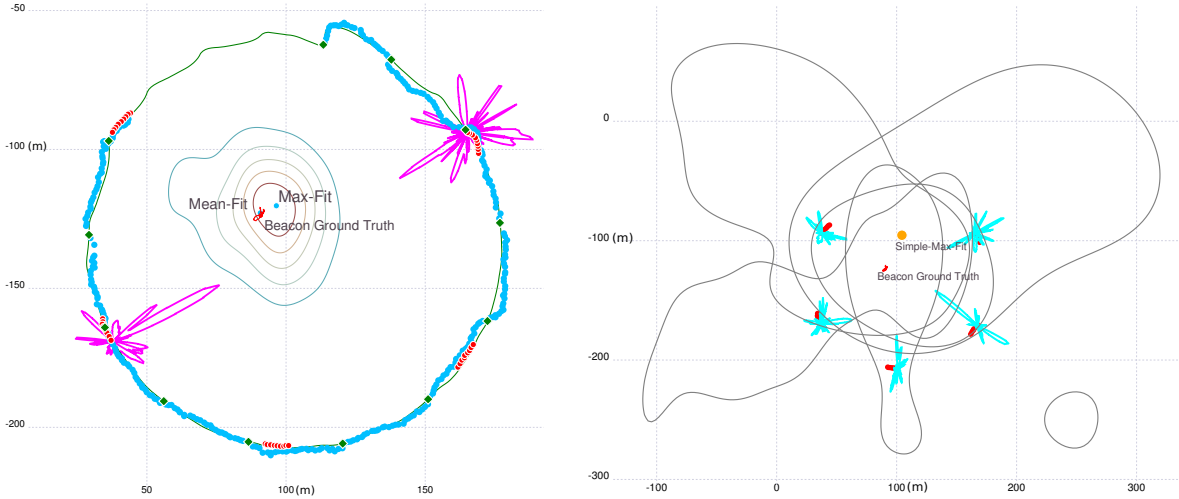 -50
-100 (m)
-150
-200
50
100 (m)
150
Mean-Fit
Max-Fit
Beacon Ground Truth
0
-100 (m)
-200
-300
-100
0
100 (m)
200
300
Simple-Max-Fit
Beacon Ground Truth